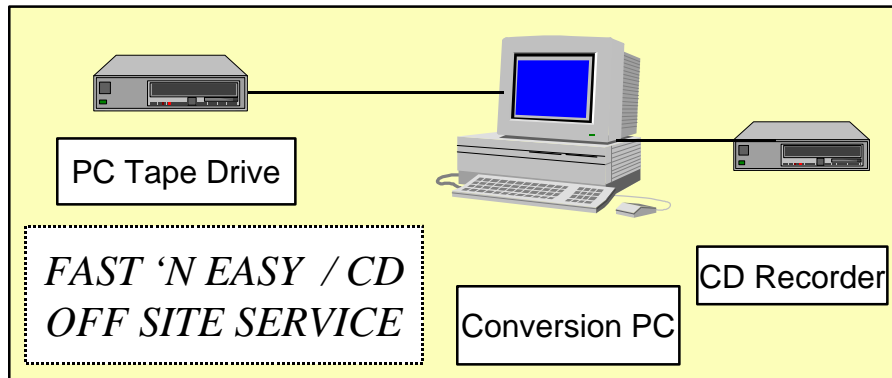 PC Tape Drive
FAST ‘N EASY / CD
OFF SITE SERVICE
Conversion PC
CD Recorder